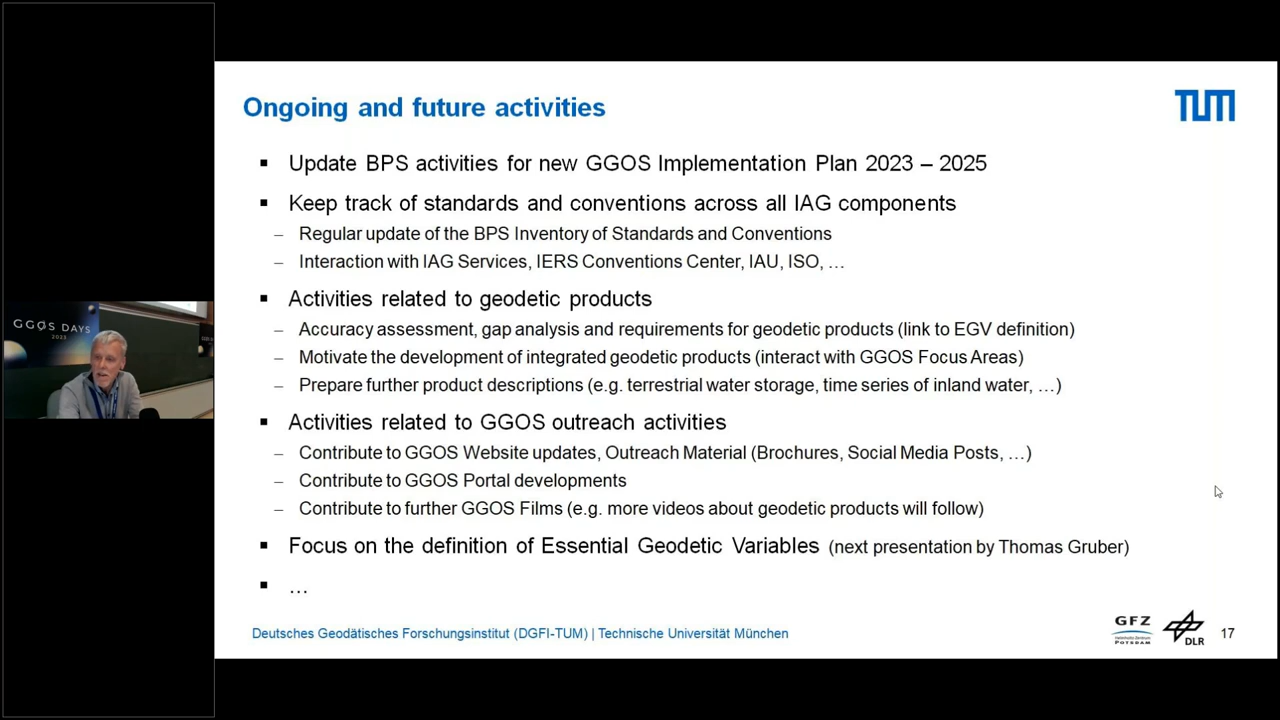 Ongoing and future activities
TUM
▪ Update BPS activities for new GGOS Implementation Plan 2023 – 2025
▪ Keep track of standards and conventions across all IAG components
– Regular update of the BPS Inventory of Standards and Conventions
– Interaction with IAG Services, IERS Conventions Center, IAU, ISO, …
▪ Activities related to geodetic products
– Accuracy assessment, gap analysis and requirements for geodetic products (link to EGV definition)
– Motivate the development of integrated geodetic products (interact with GGOS Focus Areas)
– Prepare further product descriptions (e.g. terrestrial water storage, time series of inland water, …)
▪ Activities related to GGOS outreach activities
– Contribute to GGOS Website updates, Outreach Material (Brochures, Social Media Posts, …)
– Contribute to GGOS Portal developments
– Contribute to further GGOS Films (e.g. more videos about geodetic products will follow)
▪ Focus on the definition of Essential Geodetic Variables (next presentation by Thomas Gruber)
▪ …
Deutsches Geodätisches Forschungsinstitut (DGFI-TUM) | Technische Universität München
GFZ
POTSDAM
DLR
17
GGOS DAYS
2023